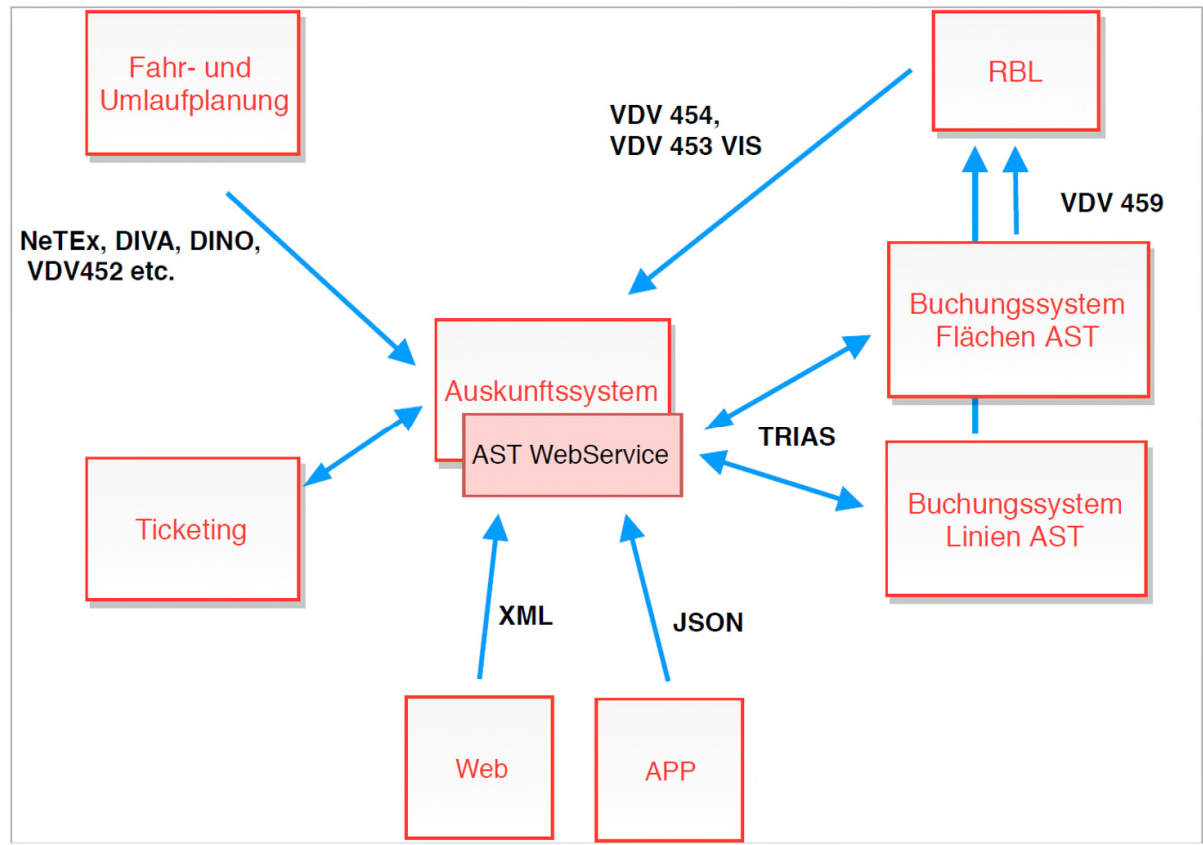 Fahr- und
Umlaufplanung
RBL
VDV 454,
VDV 453 VIS
VDV 459
NeTEx, DIVA, DINO,
VDV452 etc.
Buchungssystem
Flächen AST
Auskunftssystem
AST WebService
TRIAS
Ticketing
Buchungssystem
Linien AST
XML
JSON
Web
APP